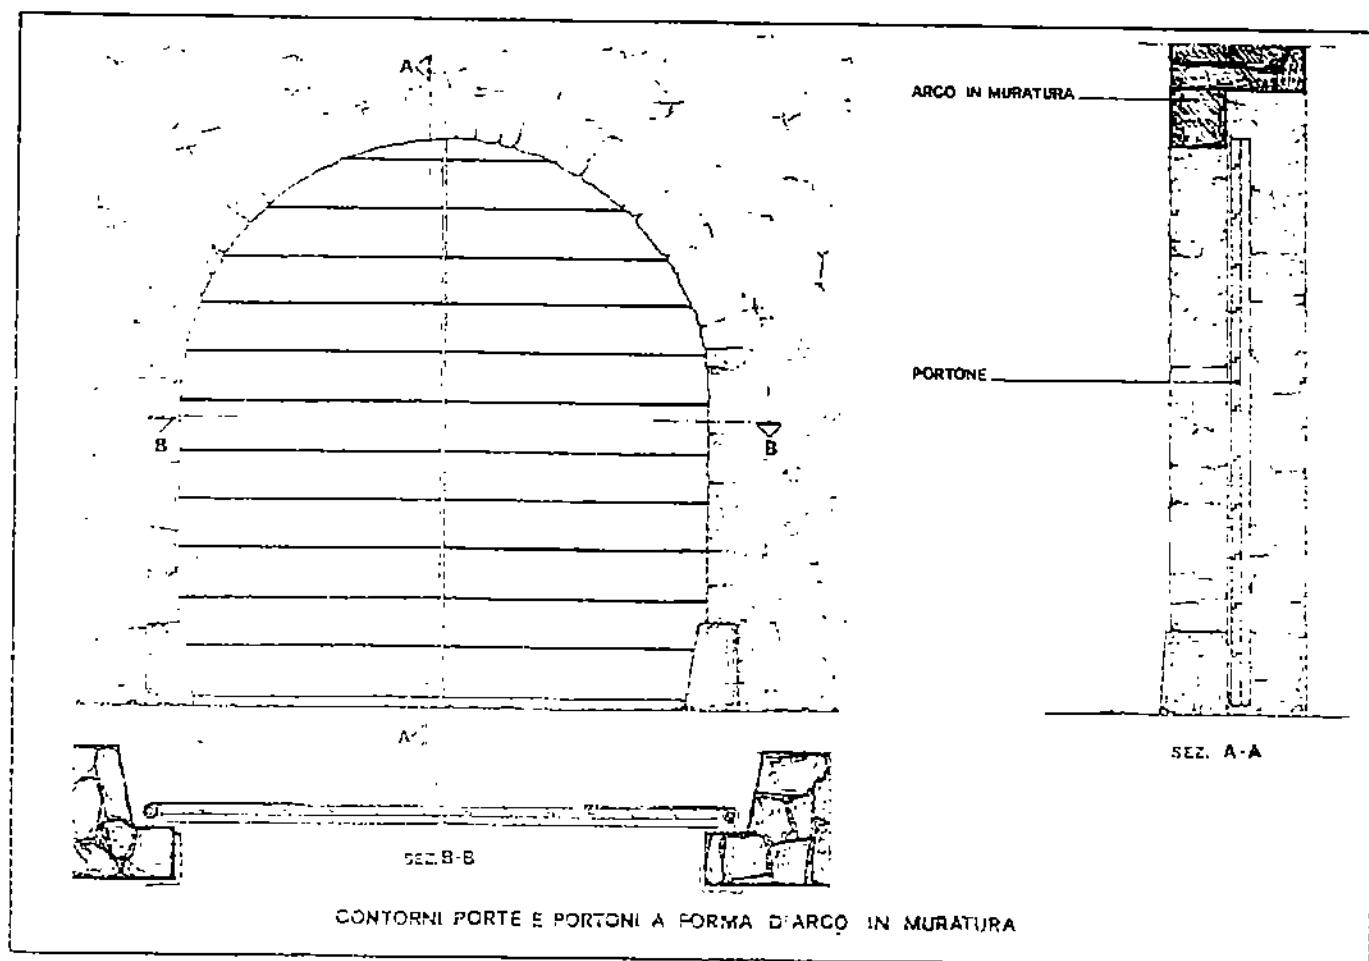 A
ARCO IN MURATURA
PORTONE
B
B
A
SEZ. A-A
SEZ. B-B
CONTORNI PORTE E PORTONI A FORMA D'ARCO IN MURATURA